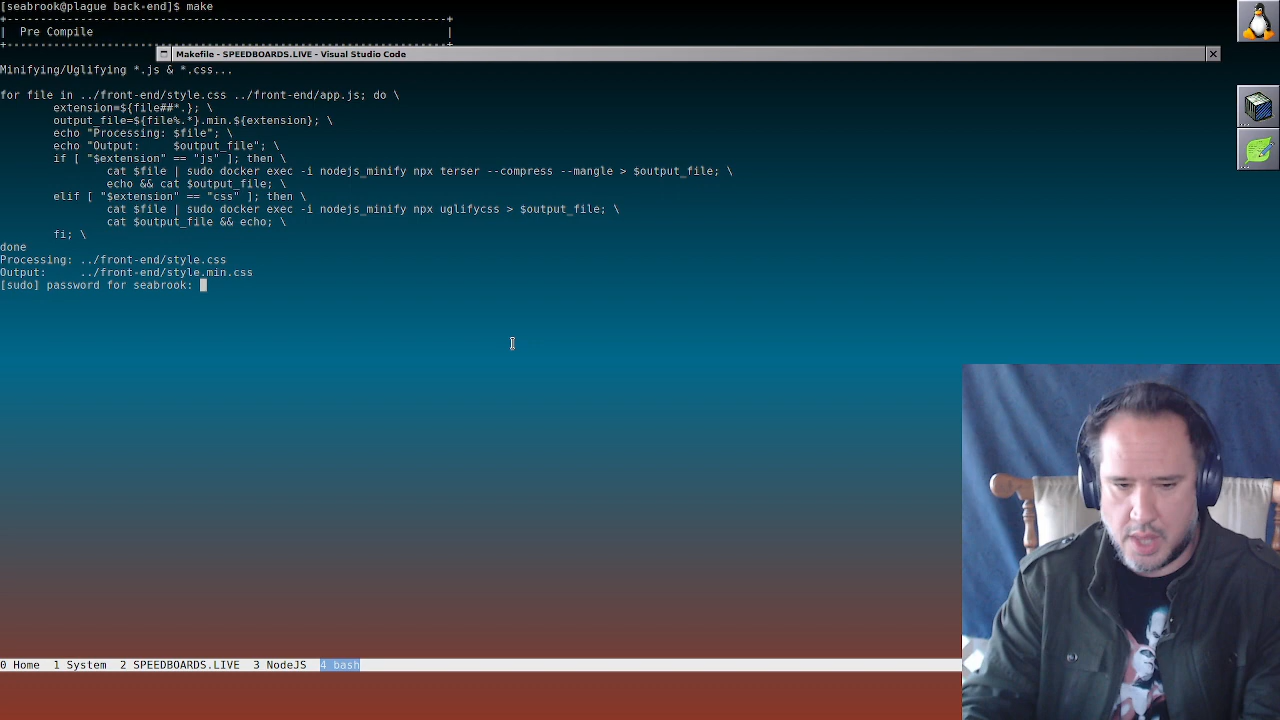 [seabrook@plague back-end]$ make
+----------------------------------------------------------------+
|  Pre Compile                                                     |
+----------------------------------------------------------------+
Makefile - SPEEDBOARDS.LIVE - Visual Studio Code
Minifying/Uglifying *.js & *.css...
for file in ../front-end/style.css ../front-end/app.js; do \
        extension=${file##*.}; \
        output_file=${file%.*}.min.${extension}; \
        echo "Processing: $file"; \
        echo "Output:     $output_file"; \
        if [ "$extension" == "js" ]; then \
                cat $file | sudo docker exec -i nodejs_minify npx terser --compress --mangle > $output_file; \
                echo && cat $output_file; \
        elif [ "$extension" == "css" ]; then \
                cat $file | sudo docker exec -i nodejs_minify npx uglifycss > $output_file; \
                cat $output_file && echo; \
        fi; \
done
Processing: ../front-end/style.css
Output:     ../front-end/style.min.css
[sudo] password for seabrook:
0 Home  1 System  2 SPEEDBOARDS.LIVE  3 NodeJS  4 bash